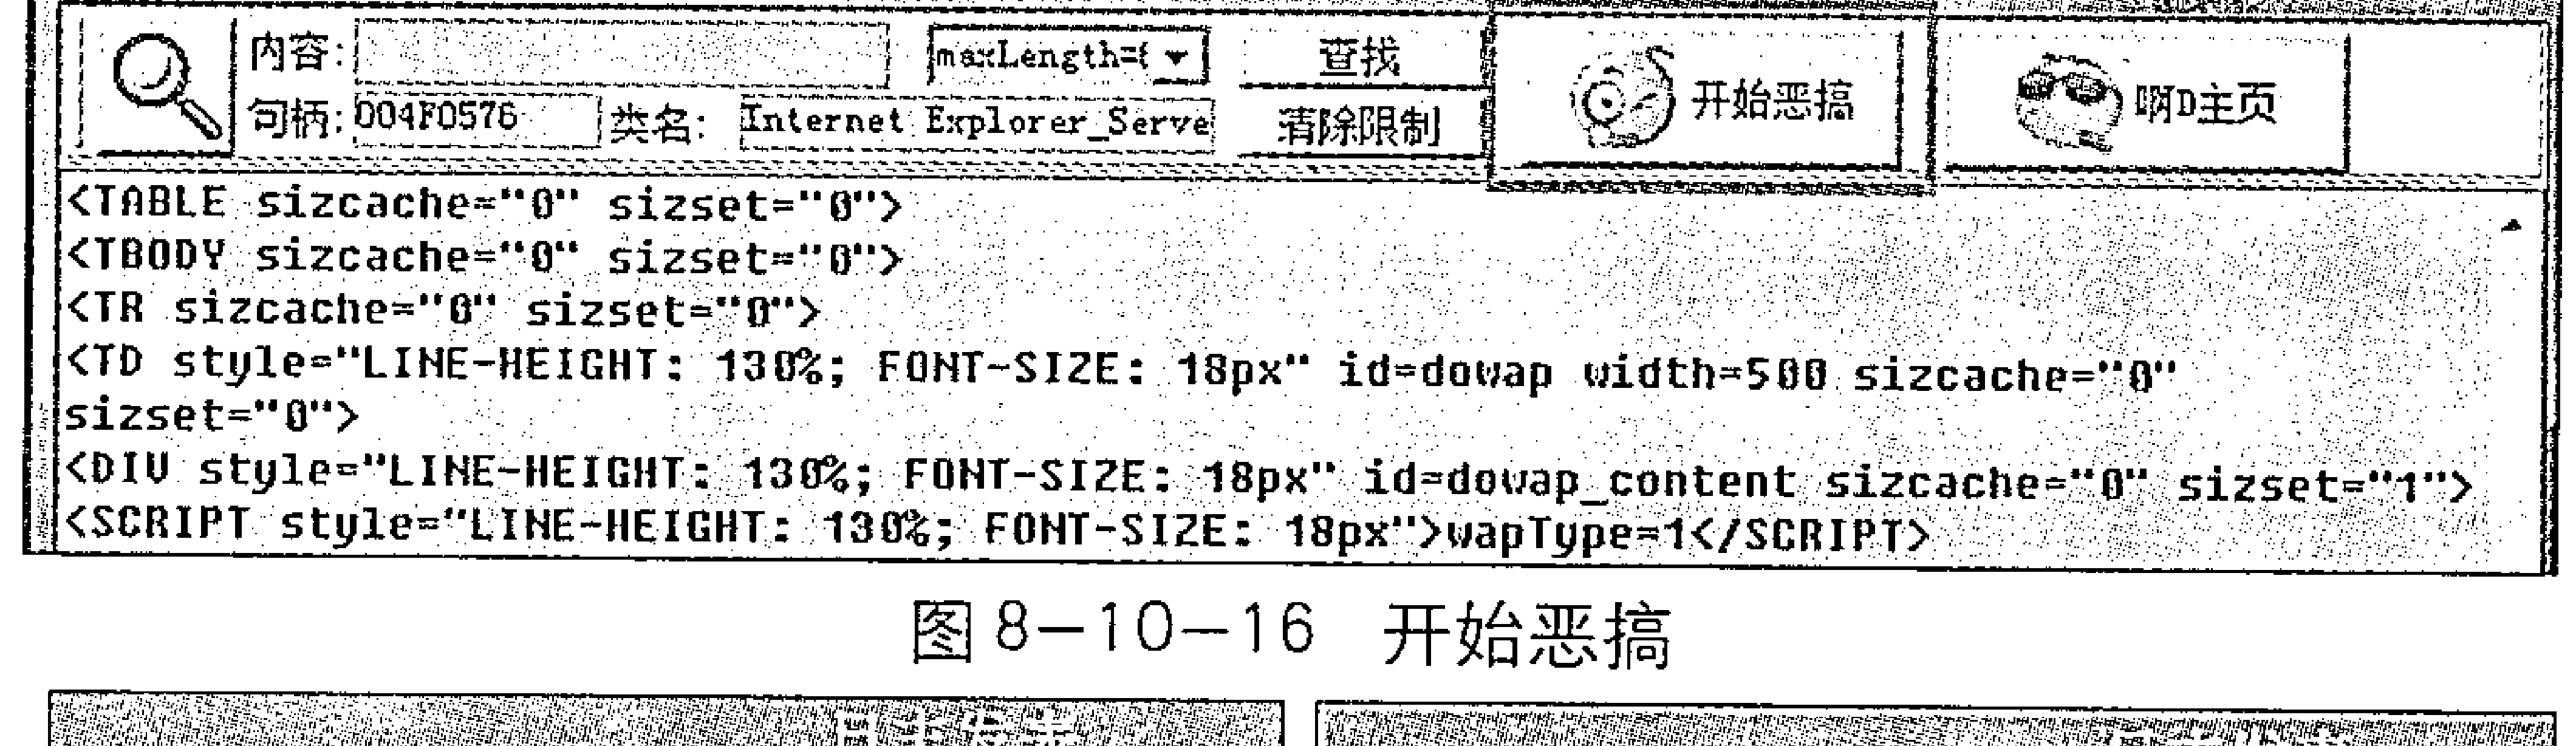 内容: maxLength= 查找 开始恶搞 啊D主页
句柄: 004F0576 类名: Internet Explorer_Serve 清除限制
<TABLE sizcache="0" sizset="0">
<TBODY sizcache="0" sizset="0">
<TR sizcache="0" sizset="0">
<TD style="LINE-HEIGHT: 130%; FONT-SIZE: 18px" id=dowap width=500 sizcache="0"
sizset="0">
<DIV style="LINE-HEIGHT: 130%; FONT-SIZE: 18px" id=dowap_content sizcache="0" sizset="1">
<SCRIPT style="LINE-HEIGHT: 130%; FONT-SIZE: 18px">wapType=1</SCRIPT>
图8-10-16 开始恶搞